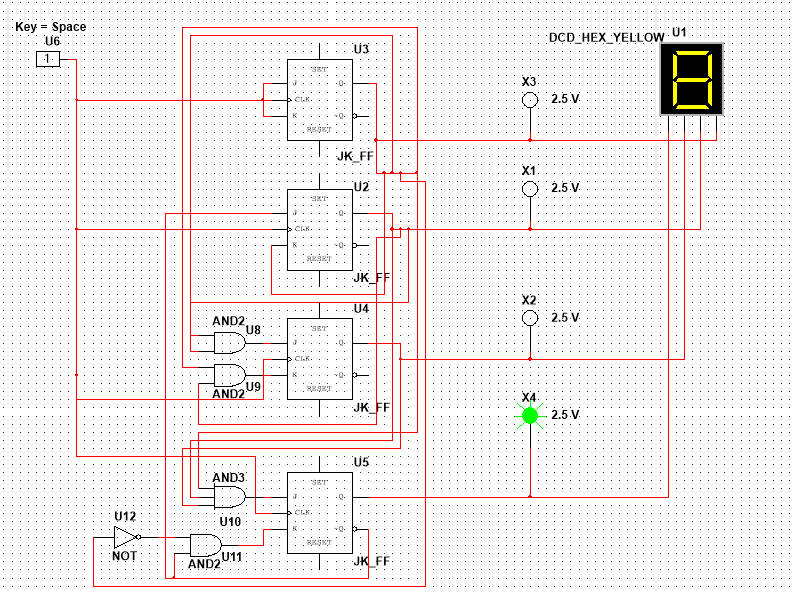 Key = Space
U6
1
U3
SET
J
Q
CLK
K
~Q
RESET
JK_FF
U2
SET
J
Q
CLK
K
~Q
RESET
JK_FF
AND2
U8
U4
SET
J
Q
CLK
K
~Q
RESET
JK_FF
U9
AND2
U5
SET
J
Q
CLK
K
~Q
RESET
JK_FF
AND3
U10
U12
NOT
U11
AND2
X3
2.5 V
X1
2.5 V
X2
2.5 V
X4
2.5 V
DCD_HEX_YELLOW
U1
8